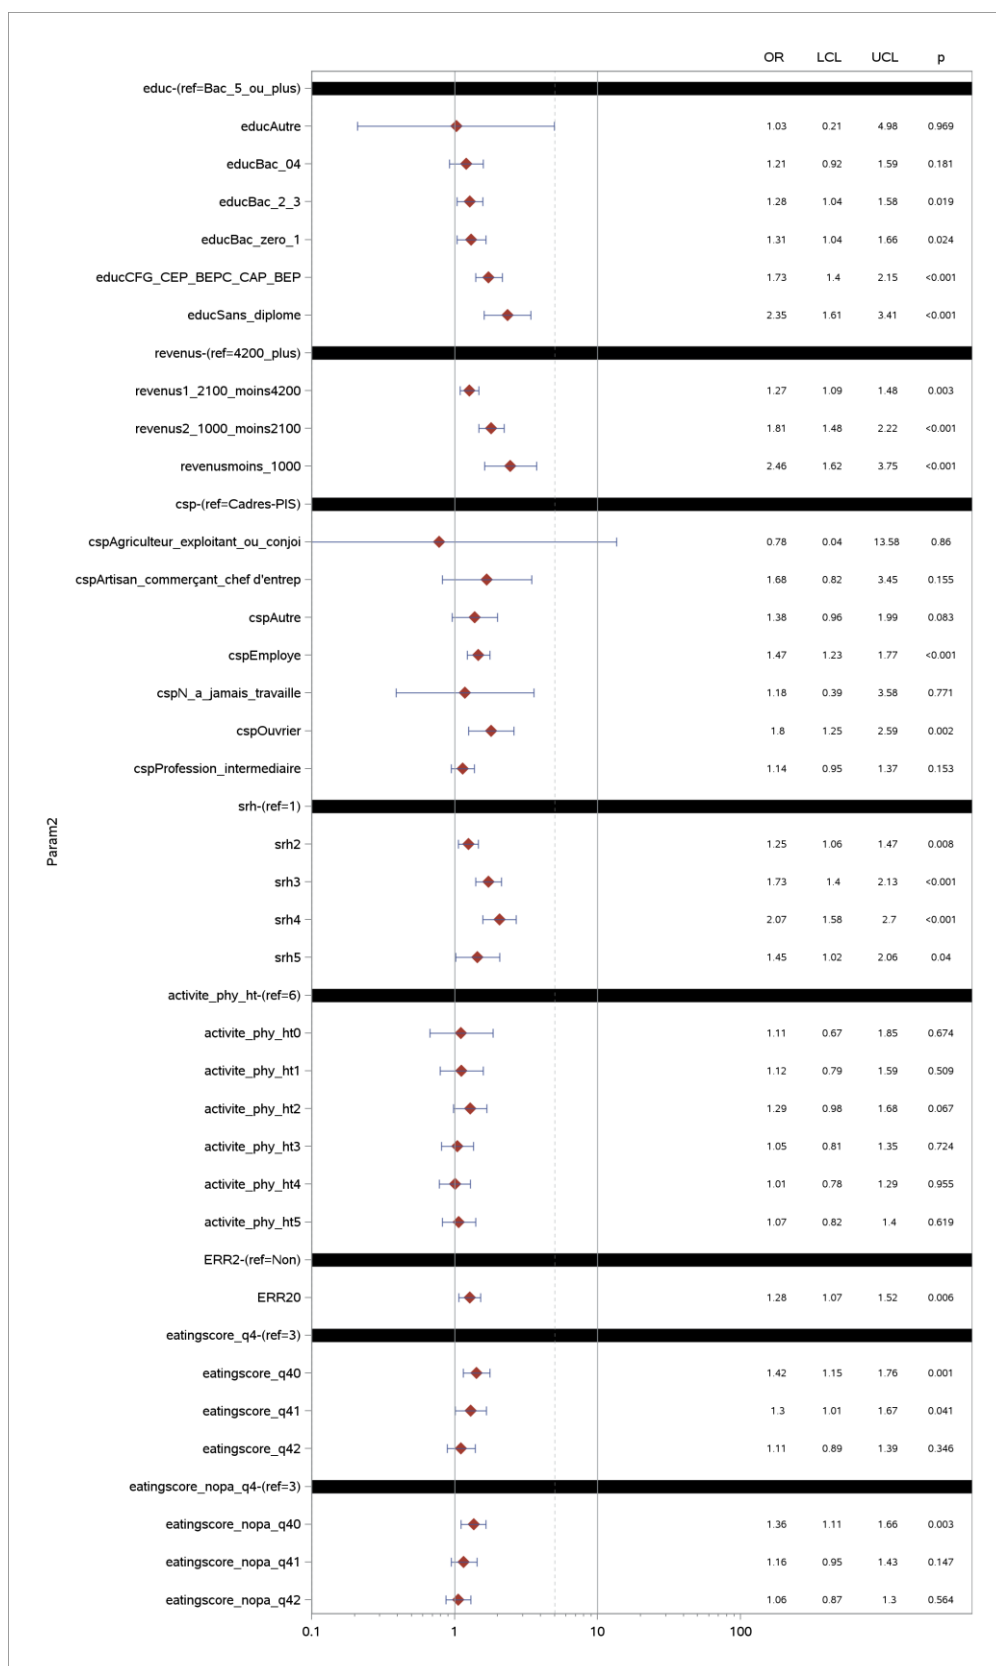 OR LCL UCL p
educ-(ref=Bac_5_ou_plus)
educAutre 1.03 0.21 4.98 0.969
educBac_04 1.21 0.92 1.59 0.181
educBac_2_3 1.28 1.04 1.58 0.019
educBac_zero_1 1.31 1.04 1.66 0.024
educCFG_CEP_BEPC_CAP_BEP 1.73 1.4 2.15 <0.001
educSans_diplome 2.35 1.61 3.41 <0.001
revenus-(ref=4200_plus)
revenus1_2100_moins4200 1.27 1.09 1.48 0.003
revenus2_1000_moins2100 1.81 1.48 2.22 <0.001
revenusmoins_1000 2.46 1.62 3.75 <0.001
csp-(ref=Cadres-PIS)
cspAgriculteur_exploitant_ou_conjoi 0.78 0.04 13.58 0.86
cspArtisan_commerçant_chef d'entrep 1.68 0.82 3.45 0.155
cspAutre 1.38 0.96 1.99 0.083
cspEmploye 1.47 1.23 1.77 <0.001
cspN_a_jamais_travaille 1.18 0.39 3.58 0.771
cspOuvrier 1.8 1.25 2.59 0.002
cspProfession_intermediaire 1.14 0.95 1.37 0.153
srh-(ref=1)
Param2
srh2 1.25 1.06 1.47 0.008
srh3 1.73 1.4 2.13 <0.001
srh4 2.07 1.58 2.7 <0.001
srh5 1.45 1.02 2.06 0.04
activite_phy_ht-(ref=6)
activite_phy_ht0 1.11 0.67 1.85 0.674
activite_phy_ht1 1.12 0.79 1.59 0.509
activite_phy_ht2 1.29 0.98 1.68 0.067
activite_phy_ht3 1.05 0.81 1.35 0.724
activite_phy_ht4 1.01 0.78 1.29 0.955
activite_phy_ht5 1.07 0.82 1.4 0.619
ERR2-(ref=Non)
ERR20 1.28 1.07 1.52 0.006
eatingscore_q4-(ref=3)
eatingscore_q40 1.42 1.15 1.76 0.001
eatingscore_q41 1.3 1.01 1.67 0.041
eatingscore_q42 1.11 0.89 1.39 0.346
eatingscore_nopa_q4-(ref=3)
eatingscore_nopa_q40 1.36 1.11 1.66 0.003
eatingscore_nopa_q41 1.16 0.95 1.43 0.147
eatingscore_nopa_q42 1.06 0.87 1.3 0.564
0.1 1 10 100